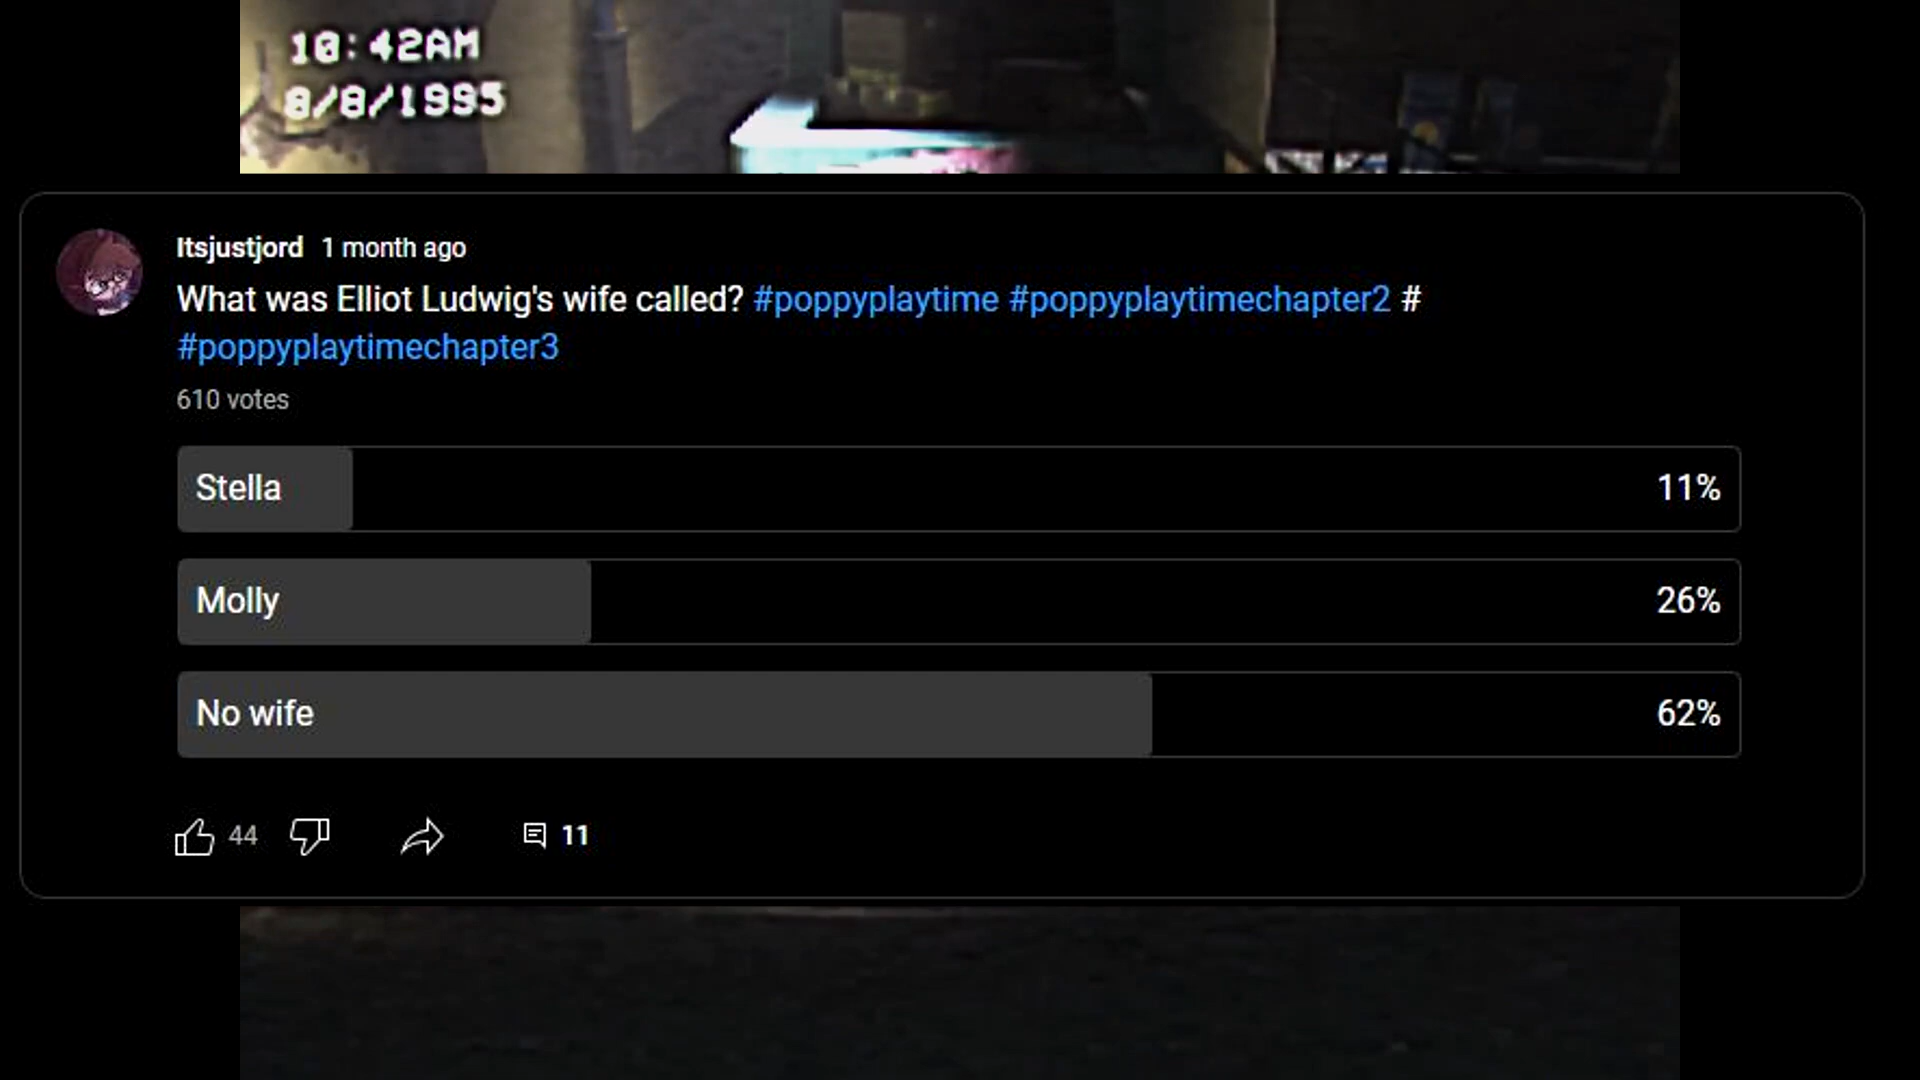 10:42AM
8/8/1995
Itsjustjord 1 month ago
What was Elliot Ludwig's wife called? #poppyplaytime #poppyplaytimechapter2 #
#poppyplaytimechapter3
610 votes
Stella 11%
Molly 26%
No wife 62%
44 11